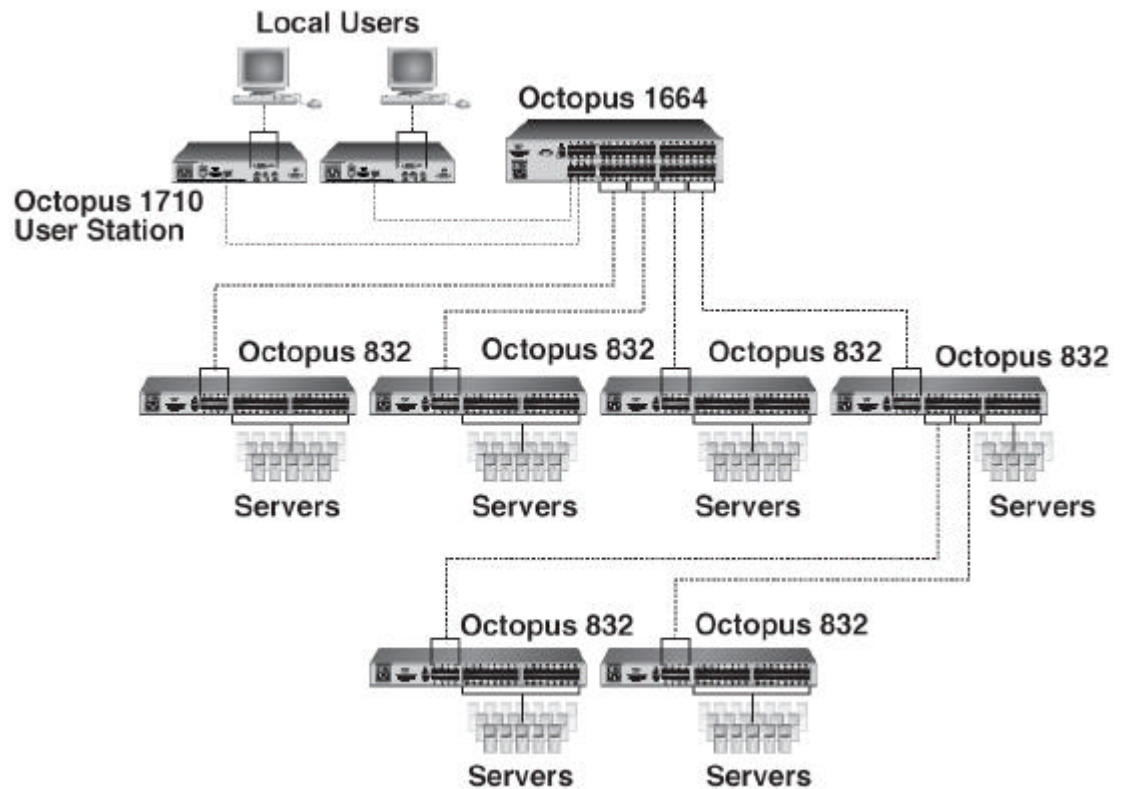 Local Users
Octopus 1664
Octopus 1710
User Station
Octopus 832
Octopus 832
Octopus 832
Octopus 832
Servers
Servers
Servers
Servers
Octopus 832
Octopus 832
Servers
Servers